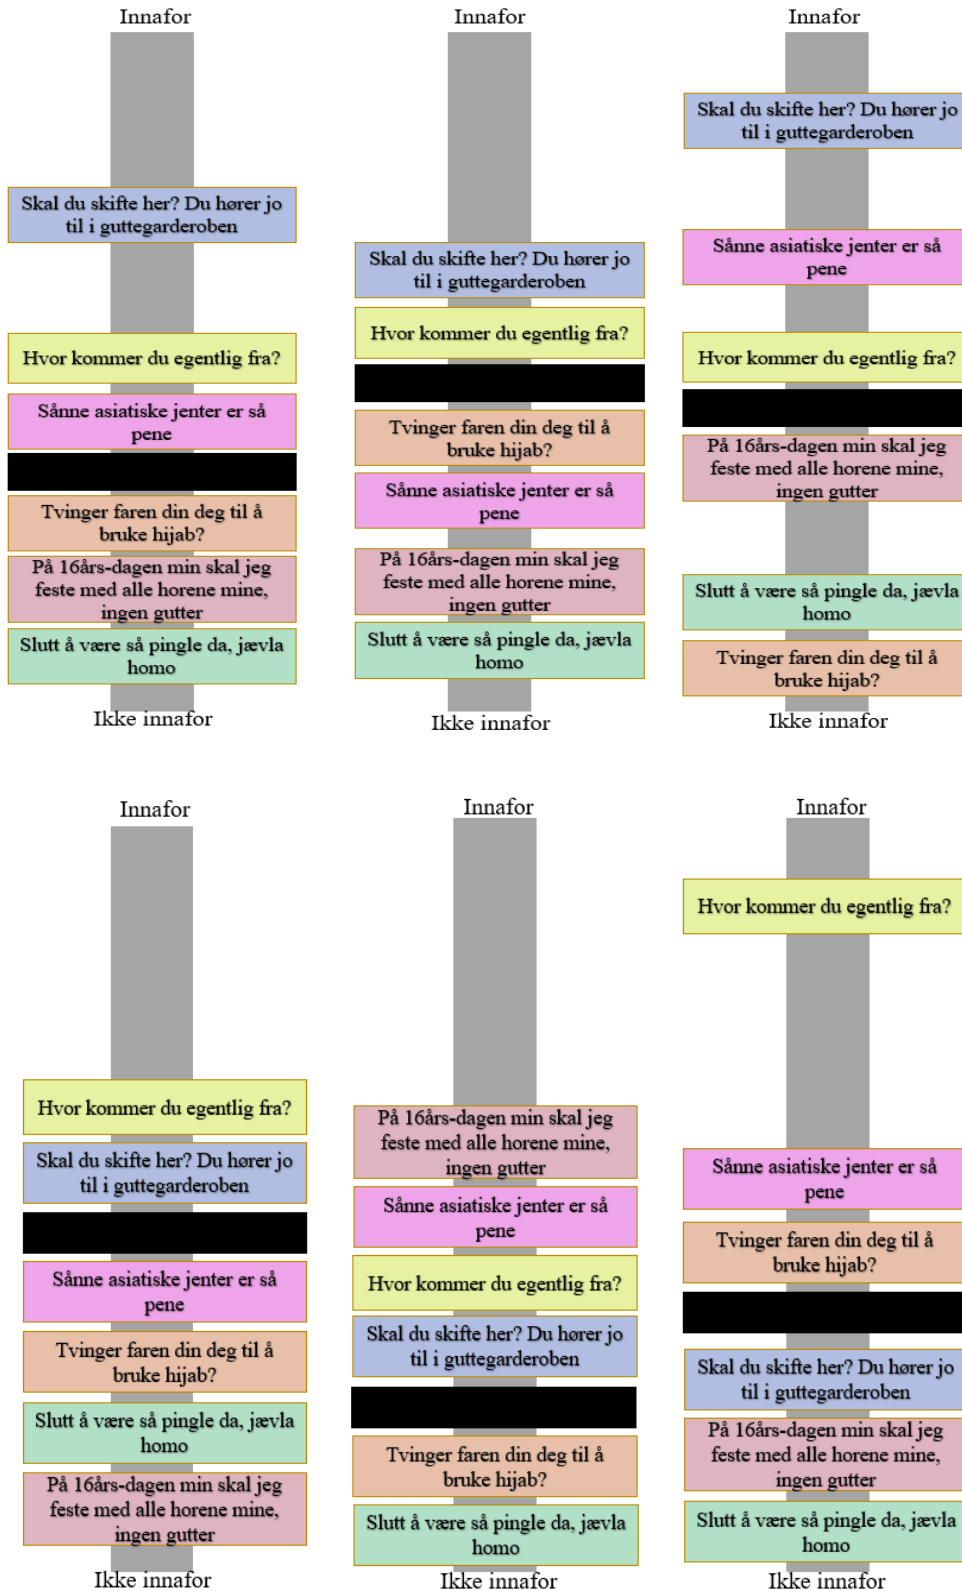 Innafor
Skal du skifte her? Du hører jo
til i guttegarderoben
Hvor kommer du egentlig fra?
Sånne asiatiske jenter er så
pene
Tvinger faren din deg til å
bruke hijab?
På 16års-dagen min skal jeg
feste med alle horene mine,
ingen gutter
Slutt å være så pingle da, jævla
homo
Ikke innafor
Innafor
Skal du skifte her? Du hører jo
til i guttegarderoben
Hvor kommer du egentlig fra?
Tvinger faren din deg til å
bruke hijab?
Sånne asiatiske jenter er så
pene
På 16års-dagen min skal jeg
feste med alle horene mine,
ingen gutter
Slutt å være så pingle da, jævla
homo
Ikke innafor
Innafor
Skal du skifte her? Du hører jo
til i guttegarderoben
Sånne asiatiske jenter er så
pene
Hvor kommer du egentlig fra?
På 16års-dagen min skal jeg
feste med alle horene mine,
ingen gutter
Slutt å være så pingle da, jævla
homo
Tvinger faren din deg til å
bruke hijab?
Ikke innafor
Innafor
Hvor kommer du egentlig fra?
Skal du skifte her? Du hører jo
til i guttegarderoben
Sånne asiatiske jenter er så
pene
Tvinger faren din deg til å
bruke hijab?
Slutt å være så pingle da, jævla
homo
På 16års-dagen min skal jeg
feste med alle horene mine,
ingen gutter
Ikke innafor
Innafor
På 16års-dagen min skal jeg
feste med alle horene mine,
ingen gutter
Sånne asiatiske jenter er så
pene
Hvor kommer du egentlig fra?
Skal du skifte her? Du hører jo
til i guttegarderoben
Tvinger faren din deg til å
bruke hijab?
Slutt å være så pingle da, jævla
homo
Ikke innafor
Innafor
Hvor kommer du egentlig fra?
Sånne asiatiske jenter er så
pene
Tvinger faren din deg til å
bruke hijab?
Skal du skifte her? Du hører jo
til i guttegarderoben
På 16års-dagen min skal jeg
feste med alle horene mine,
ingen gutter
Slutt å være så pingle da, jævla
homo
Ikke innafor